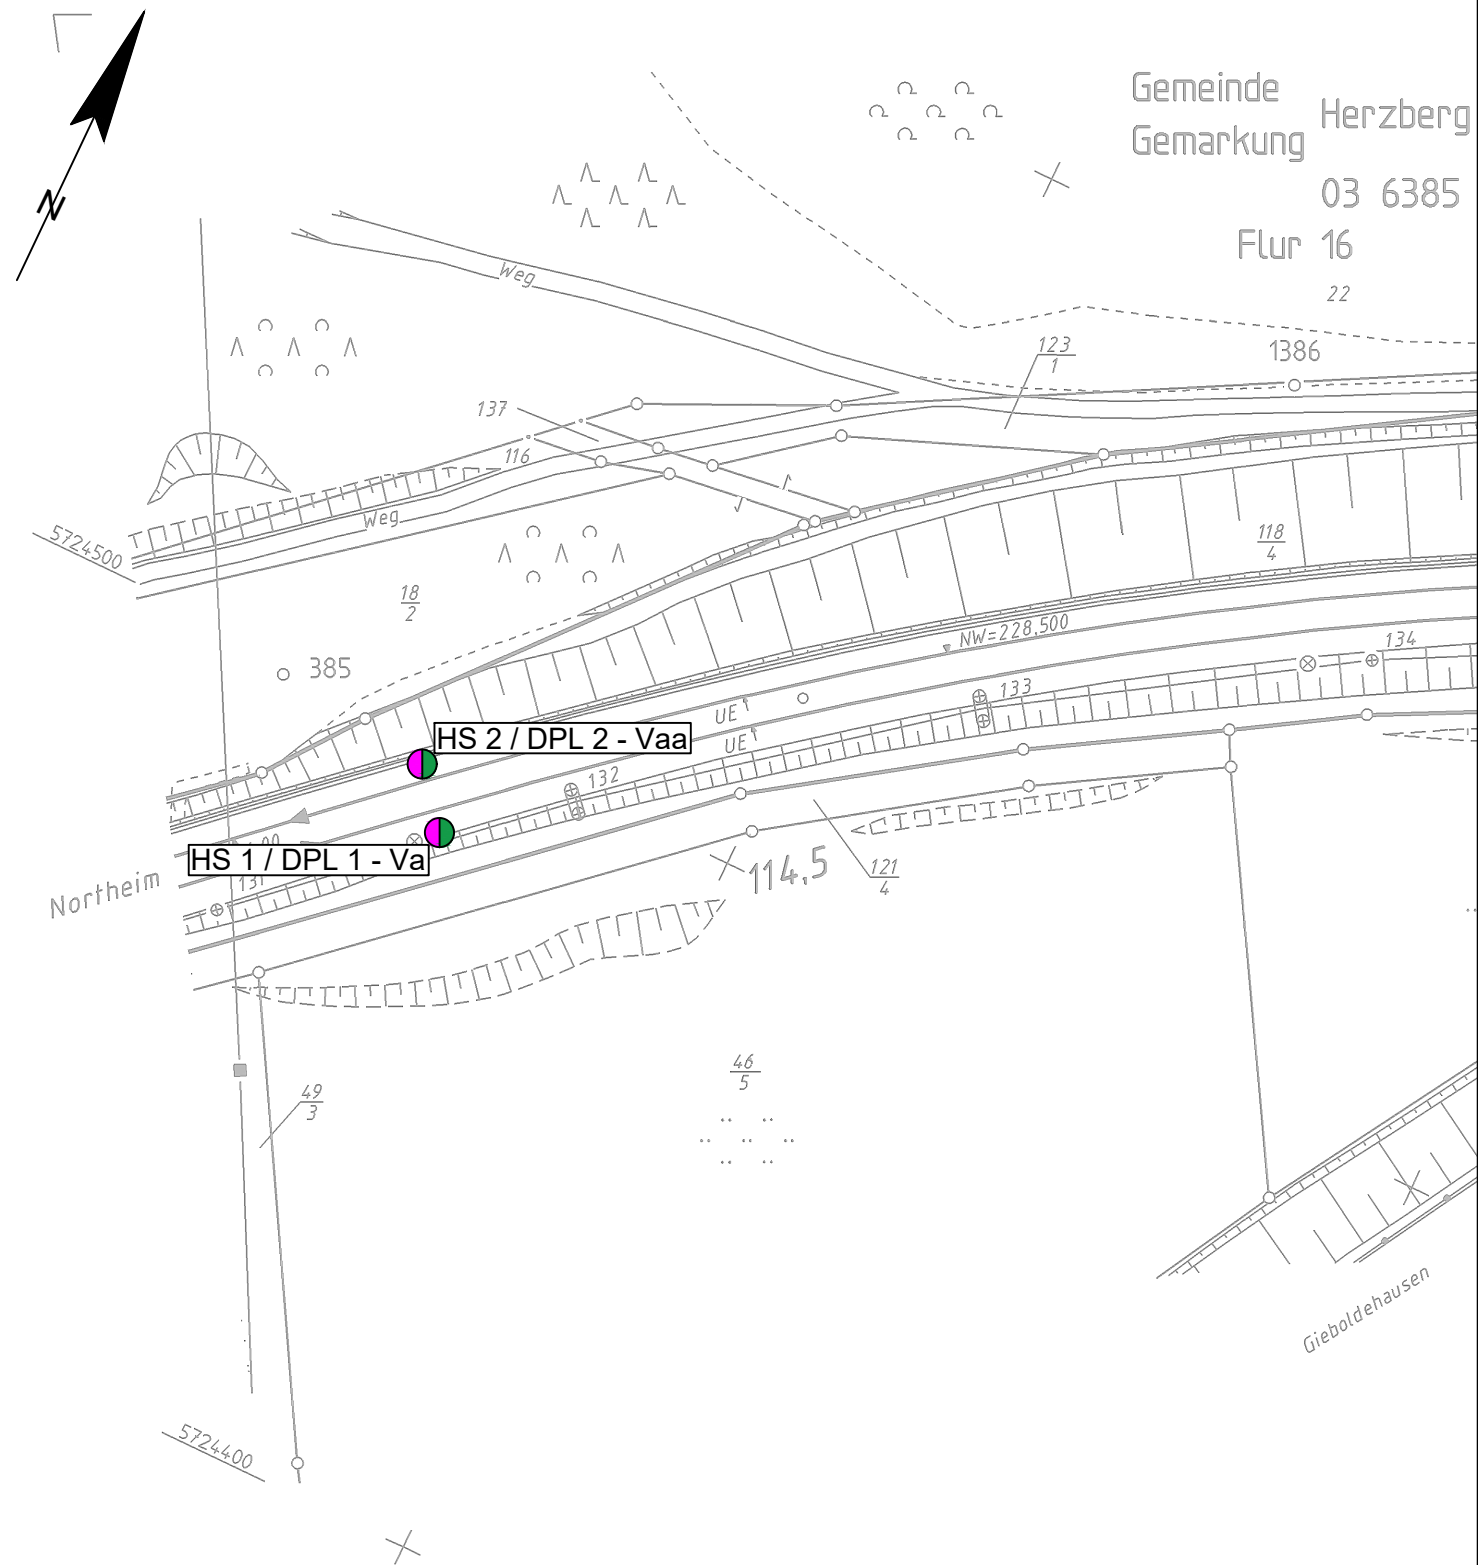 Gemeinde
Gemarkung
Herzberg
03 6385
Flur 16
22
N
Weg
123
1
1386
137
116
Weg
5724500
118
4
18
2
NW=228,500
134
385
133
UE
UE
HS 2 / DPL 2 - Vaa
132
HS 1 / DPL 1 - Va
131
Northeim
114,5
121
4
46
5
49
3
Gieboldehausen
5724400